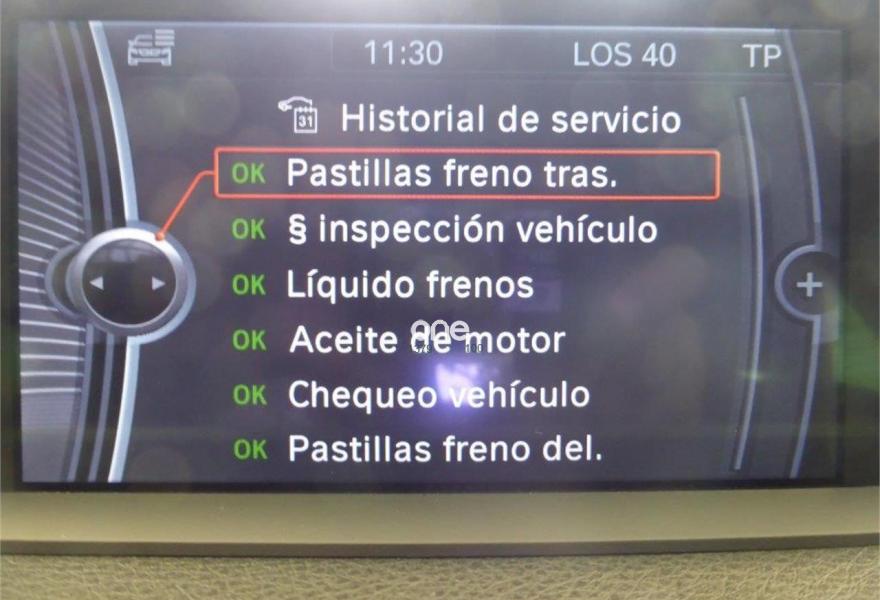 11:30 LOS 40 TP
31 Historial de servicio
OK Pastillas freno tras.
OK § inspección vehículo
OK Líquido frenos
OK Aceite de motor
one
OK Chequeo vehículo
OK Pastillas freno del.
+